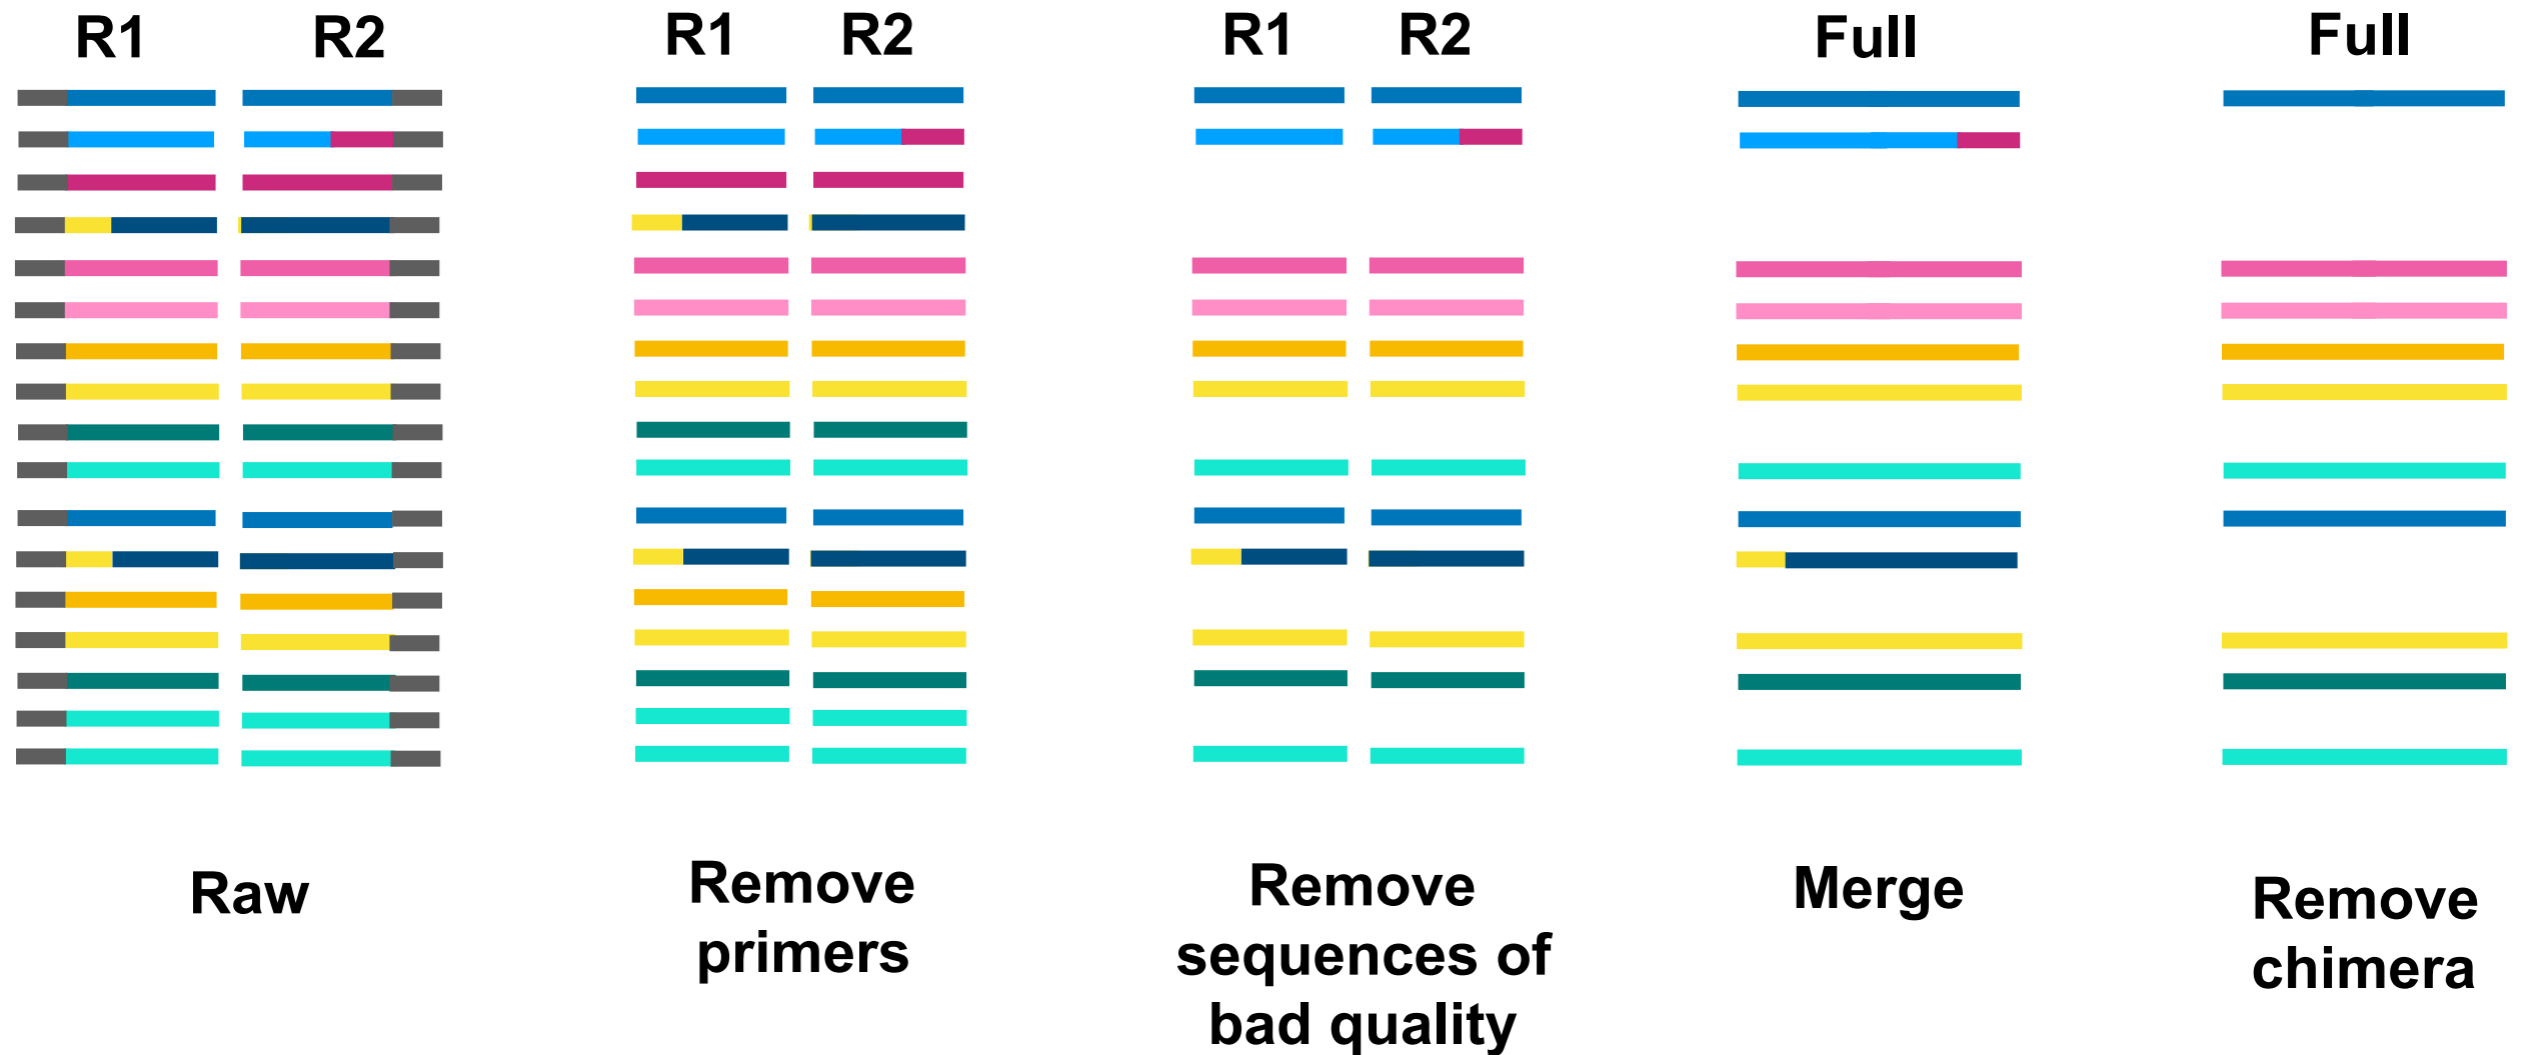 R1 R2 R1 R2 R1 R2 Full Full
Raw
Remove
primers
Remove
sequences of
bad quality
Merge
Remove
chimera